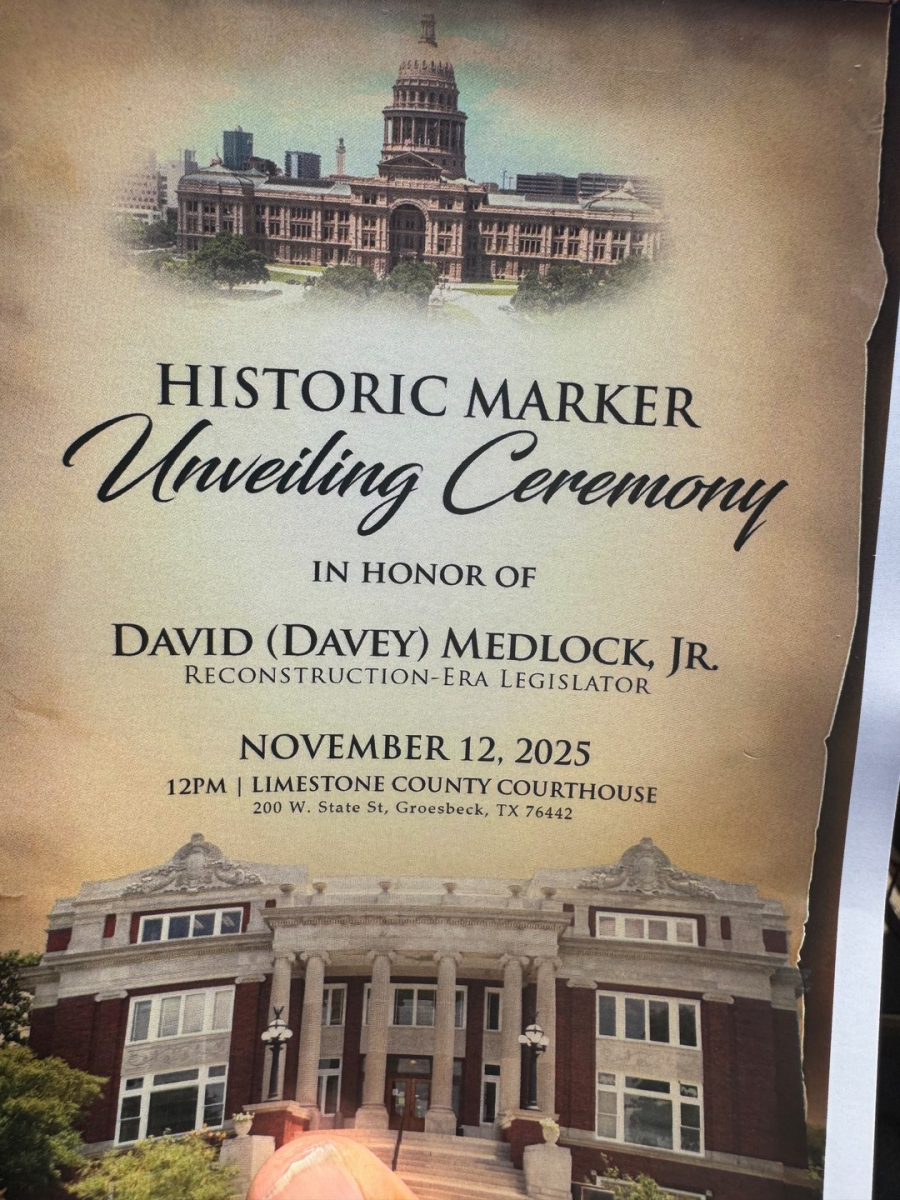 HISTORIC MARKER
Unveiling Ceremony
IN HONOR OF
DAVID (DAVEY) MEDLOCK, JR.
RECONSTRUCTION-ERA LEGISLATOR
NOVEMBER 12, 2025
12PM | LIMESTONE COUNTY COURTHOUSE
200 W. State St, Groesbeck, TX 76442